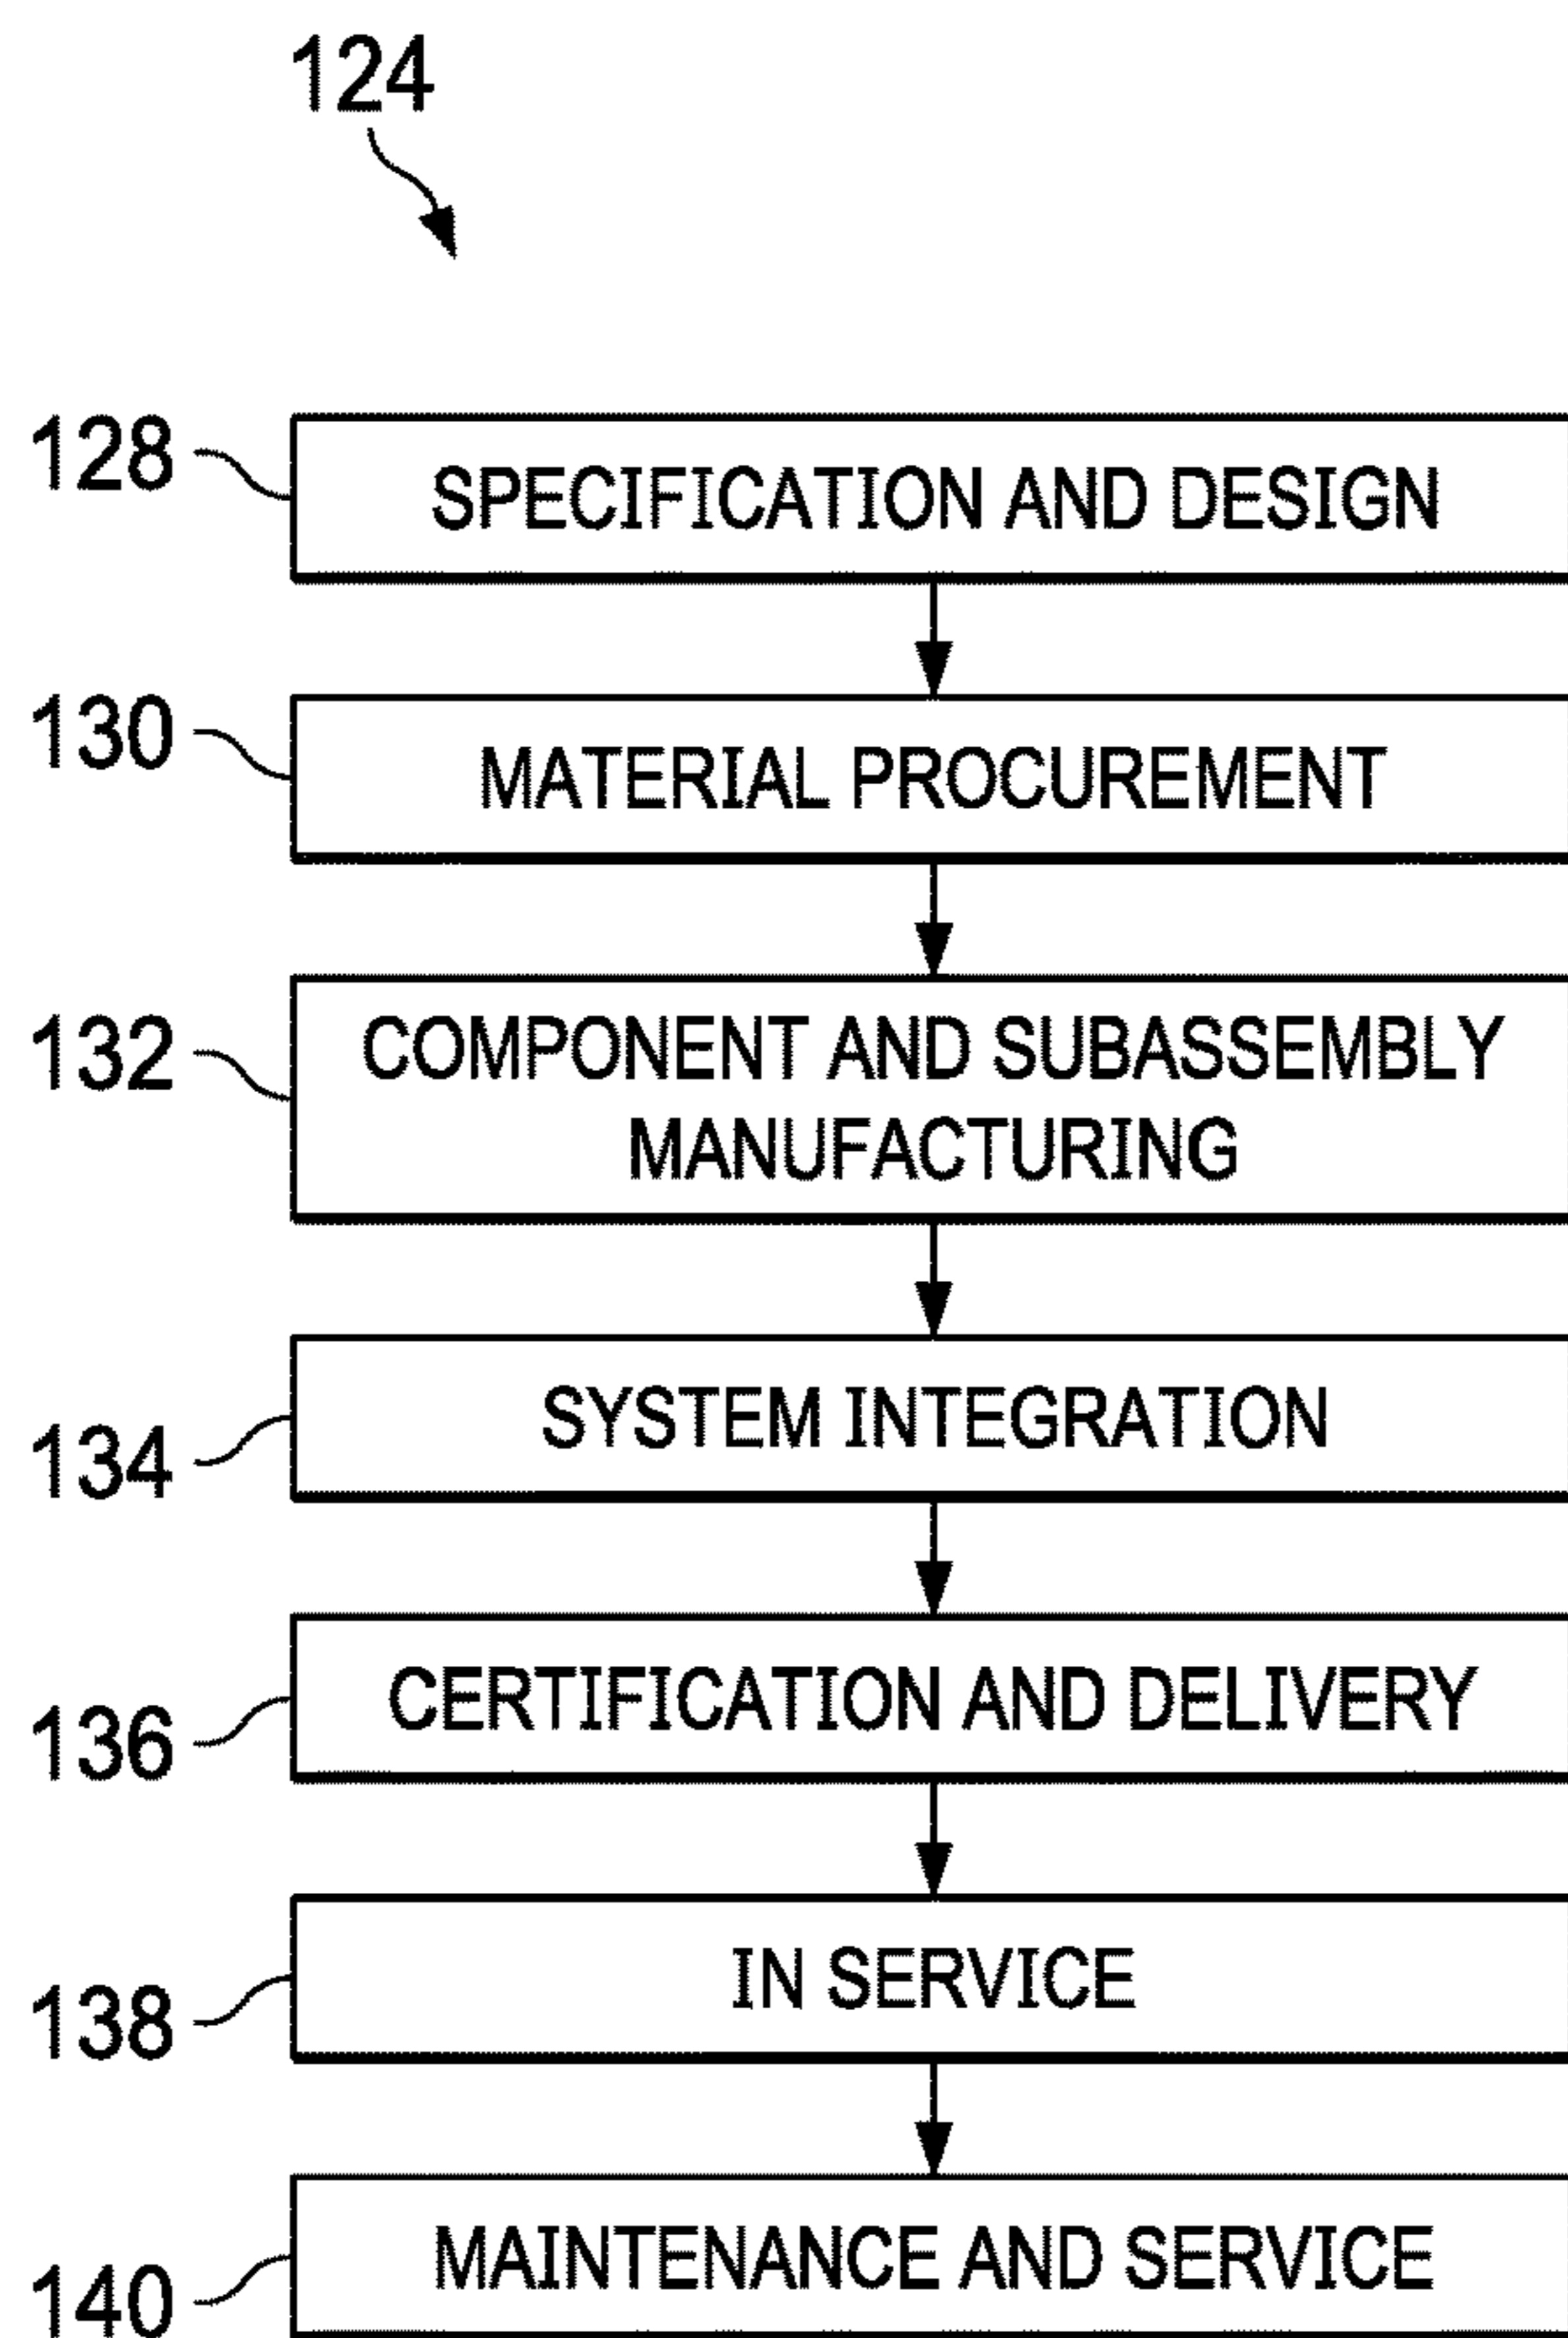 124
128
SPECIFICATION AND DESIGN
130
MATERIAL PROCUREMENT
132
COMPONENT AND SUBASSEMBLY
MANUFACTURING
134
SYSTEM INTEGRATION
136
CERTIFICATION AND DELIVERY
138
IN SERVICE
140
MAINTENANCE AND SERVICE